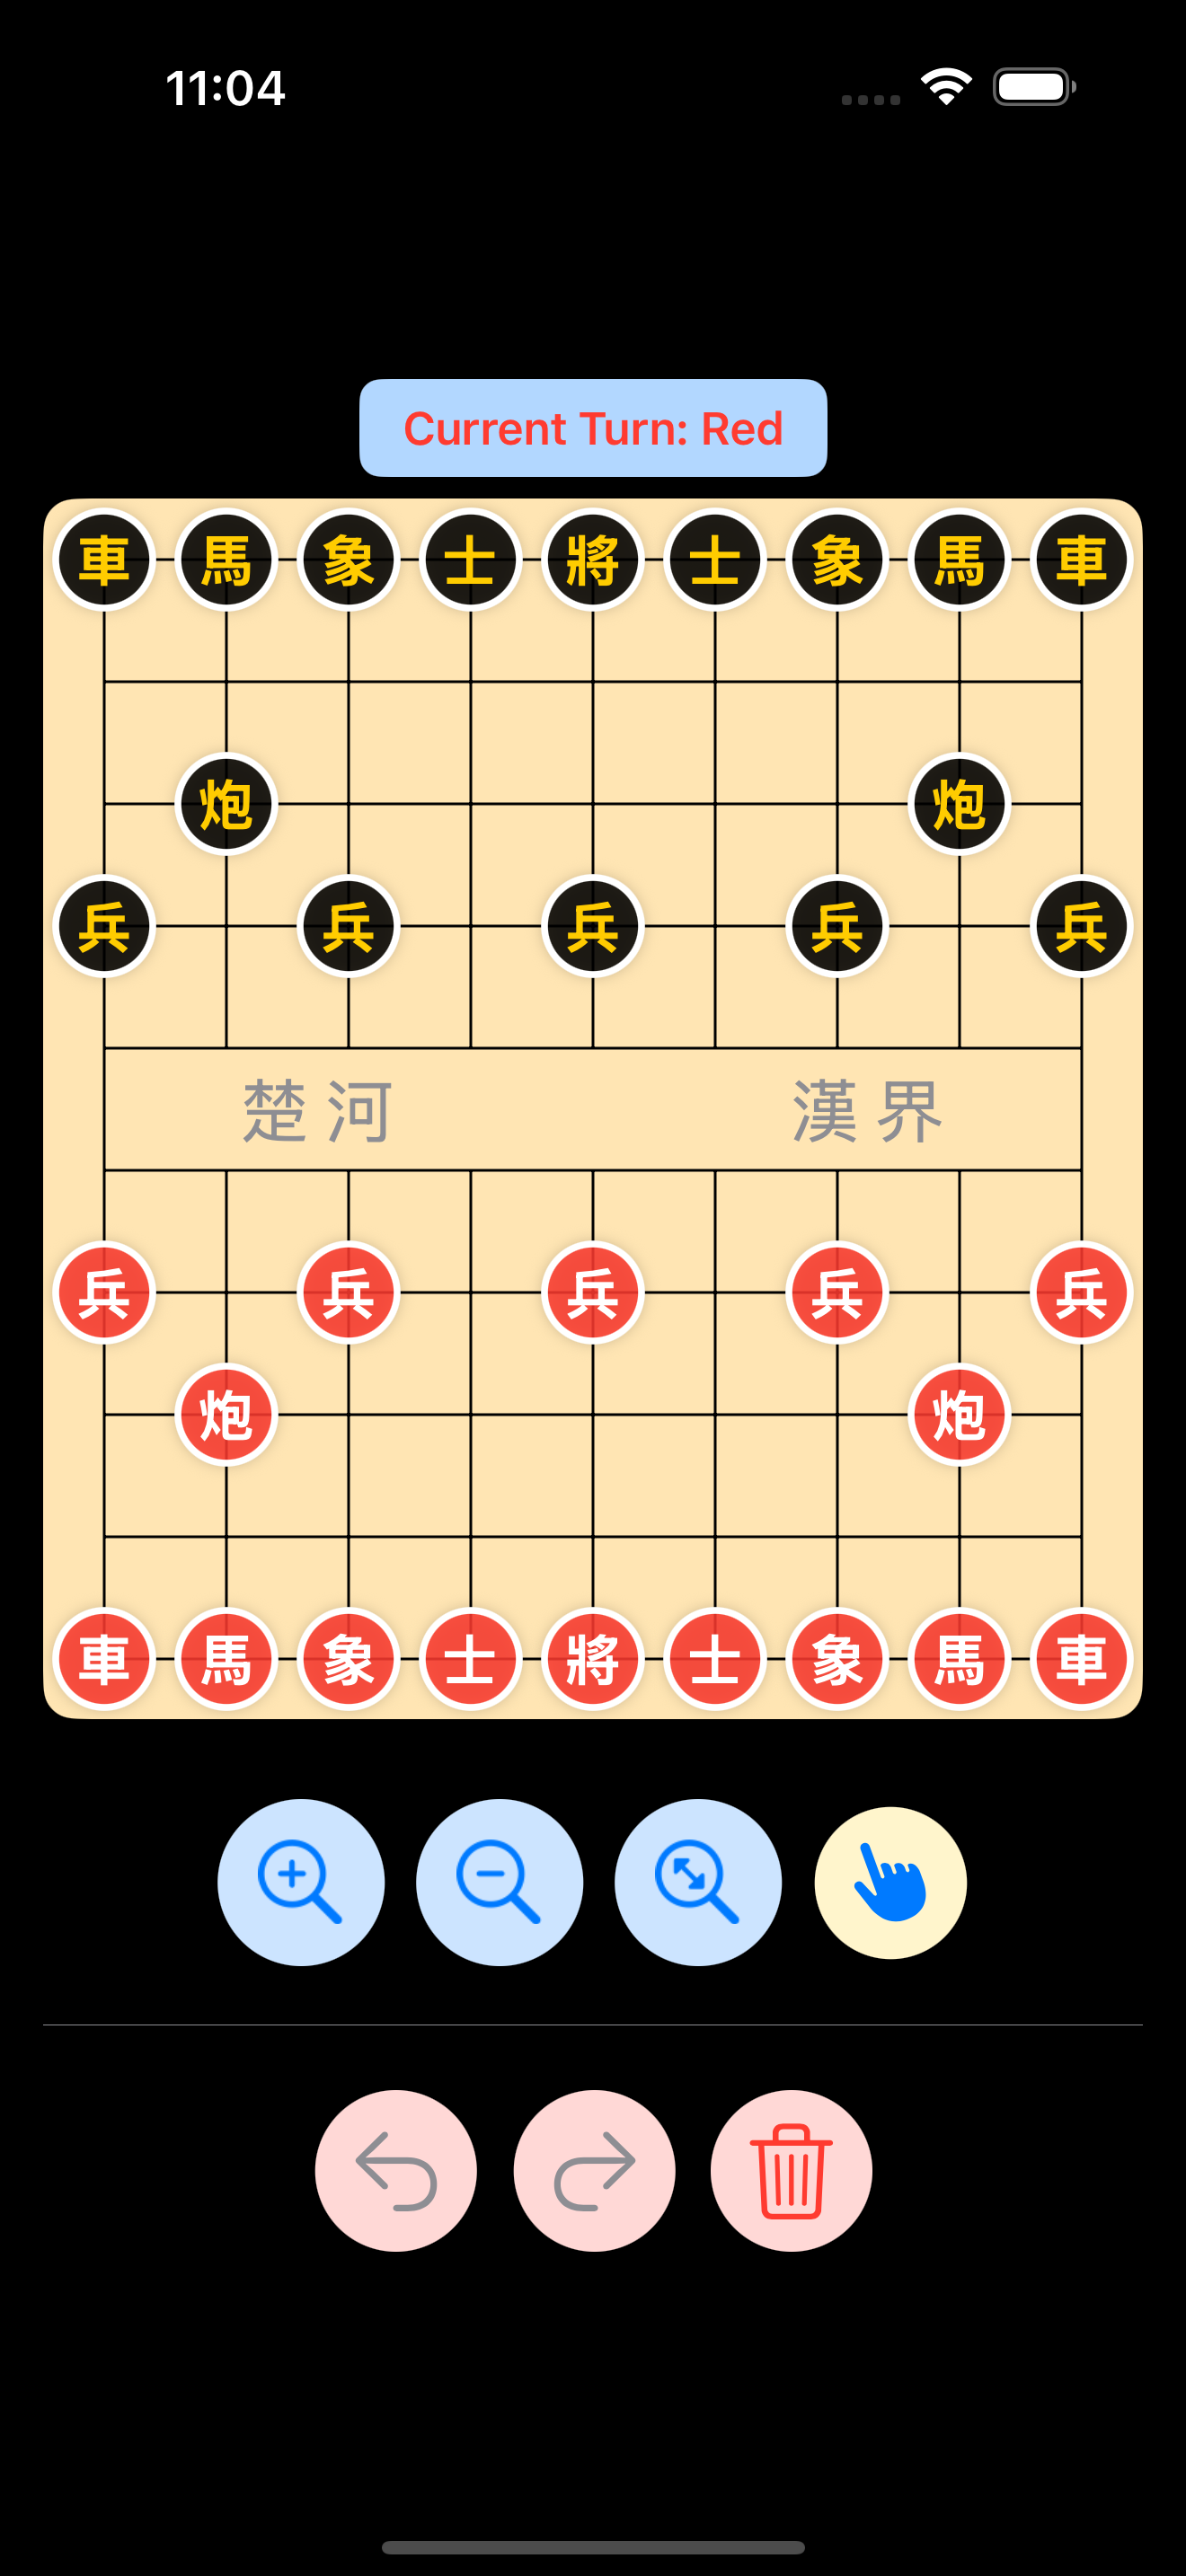 11:04
Current Turn: Red
車 馬 象 士 將 士 象 馬 車
炮 炮
兵 兵 兵 兵 兵
楚河 漢界
兵 兵 兵 兵 兵
炮 炮
車 馬 象 士 將 士 象 馬 車